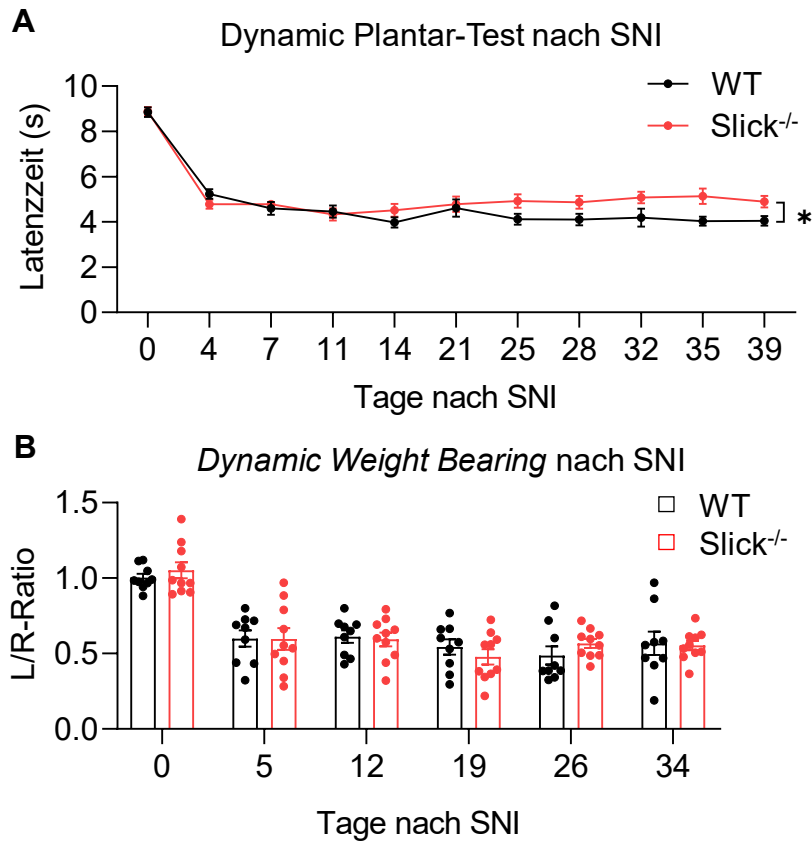 A
Dynamic Plantar-Test nach SNI
WT
Slick-/-
Latenzzeit (s)
10
8
6
4
2
0
*
0 4 7 11 14 21 25 28 32 35 39
Tage nach SNI
B
Dynamic Weight Bearing nach SNI
WT
Slick-/-
L/R-Ratio
1.5
1.0
0.5
0.0
0 5 12 19 26 34
Tage nach SNI